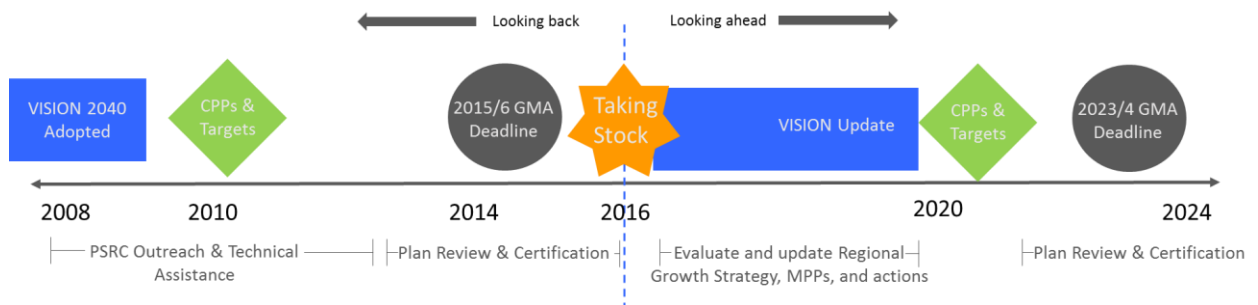 Looking back
Looking ahead
VISION 2040
Adopted
CPPs &
Targets
2015/6 GMA
Deadline
Taking
Stock
VISION Update
CPPs &
Targets
2023/4 GMA
Deadline
2008
2010
2014
2016
2020
2024
PSRC Outreach & Technical
Assistance
Plan Review & Certification
Evaluate and update Regional
Growth Strategy, MPPs, and actions
Plan Review & Certification